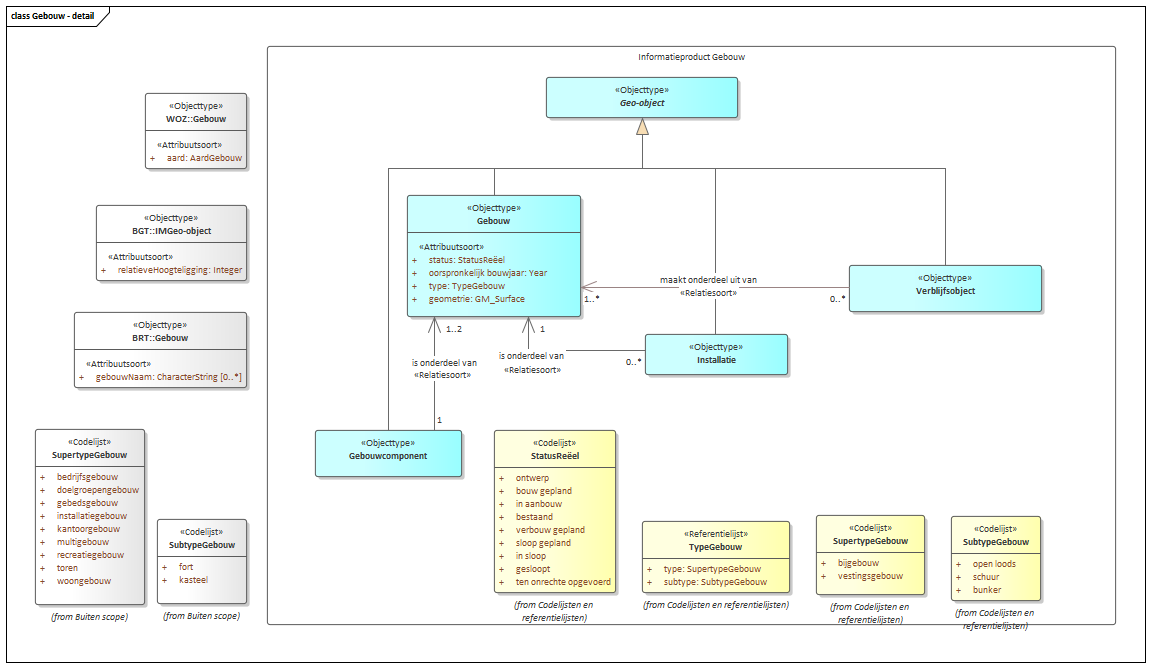 class Gebouw - detail
Informatieproduct Gebouw
«Objecttype»
Geo-object
«Objecttype»
WOZ::Gebouw
«Attribuutsoort»
+ aard: AardGebouw
«Objecttype»
BGT::IMGeo-object
«Attribuutsoort»
+ relatieveHoogteligging: Integer
«Objecttype»
BRT::Gebouw
«Attribuutsoort»
+ gebouwNaam: CharacterString [0..*]
«Objecttype»
Gebouw
«Attribuutsoort»
+ status: StatusReëel
+ oorspronkelijk bouwjaar: Year
+ type: TypeGebouw
+ geometrie: GM_Surface
maakt onderdeel uit van
«Relatiesoort»
1..*
0..*
«Objecttype»
Verblijfsobject
1..2
1
is onderdeel van
«Relatiesoort»
is onderdeel van
«Relatiesoort»
0..*
«Objecttype»
Installatie
1
«Objecttype»
Gebouwcomponent
«Codelijst»
SupertypeGebouw
+ bedrijfsgebouw
+ doelgroepengebouw
+ gebedsgebouw
+ installatiegebouw
+ kantoorgebouw
+ multigebouw
+ recreatiegebouw
+ toren
+ woongebouw
(from Buiten scope)
«Codelijst»
SubtypeGebouw
+ fort
+ kasteel
(from Buiten scope)
«Codelijst»
StatusReëel
+ ontwerp
+ bouw gepland
+ in aanbouw
+ bestaand
+ verbouw gepland
+ sloop gepland
+ in sloop
+ gesloopt
+ ten onrechte opgevoerd
(from Codelijsten en
referentielijsten)
«Referentielijst»
TypeGebouw
+ type: SupertypeGebouw
+ subtype: SubtypeGebouw
(from Codelijsten en referentielijsten)
«Codelijst»
SupertypeGebouw
+ bijgebouw
+ vestingsgebouw
(from Codelijsten en
referentielijsten)
«Codelijst»
SubtypeGebouw
+ open loods
+ schuur
+ bunker
(from Codelijsten en
referentielijsten)